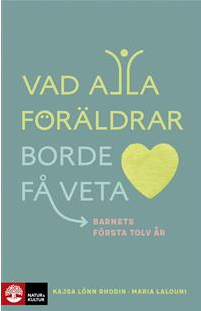 VAD ALLA
FÖRÄLDRAR
BORDE
FÅ VETA
BARNETS
FÖRSTA TOLV ÅR
NATUR &
KULTUR
KAJSA LÖNN RHODIN · MARIA LALOUNI